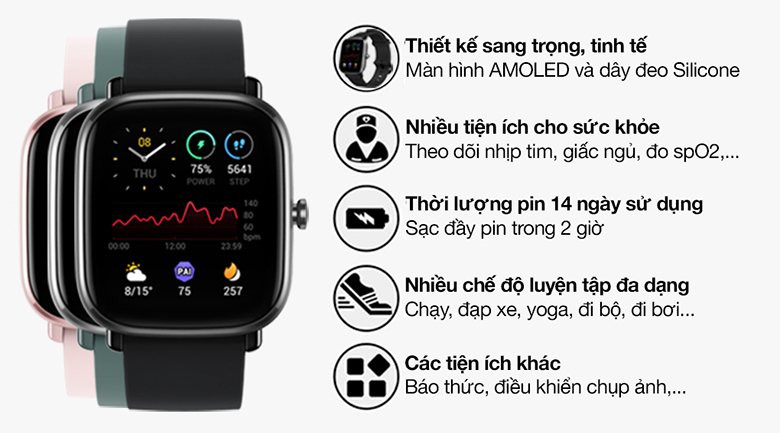 08
THU
75%
POWER
5641
STEP
140
80
60
bpm
00:00 12:00 23:59
8/15°
PAI
75
257
Thiết kế sang trọng, tinh tế
Màn hình AMOLED và dây đeo Silicone
Nhiều tiện ích cho sức khỏe
Theo dõi nhịp tim, giấc ngủ, đo spO2,...
Thời lượng pin 14 ngày sử dụng
Sạc đầy pin trong 2 giờ
Nhiều chế độ luyện tập đa dạng
Chạy, đạp xe, yoga, đi bộ, đi bơi...
Các tiện ích khác
Báo thức, điều khiển chụp ảnh,...